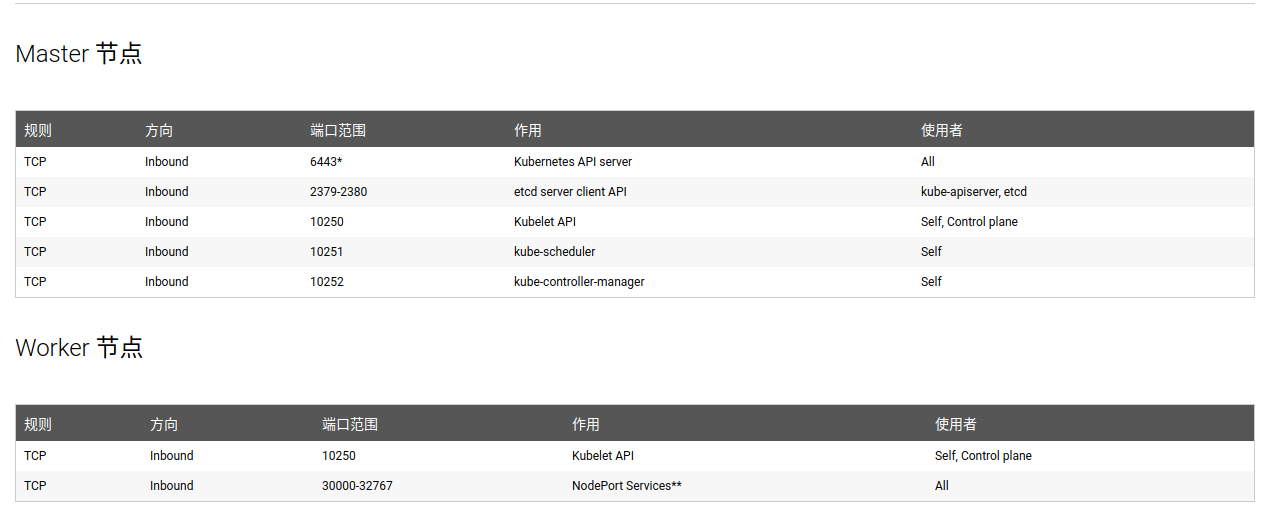 Master 节点
规则 方向 端口范围 作用 使用者
TCP Inbound 6443* Kubernetes API server All
TCP Inbound 2379-2380 etcd server client API kube-apiserver, etcd
TCP Inbound 10250 Kubelet API Self, Control plane
TCP Inbound 10251 kube-scheduler Self
TCP Inbound 10252 kube-controller-manager Self
Worker 节点
规则 方向 端口范围 作用 使用者
TCP Inbound 10250 Kubelet API Self, Control plane
TCP Inbound 30000-32767 NodePort Services** All